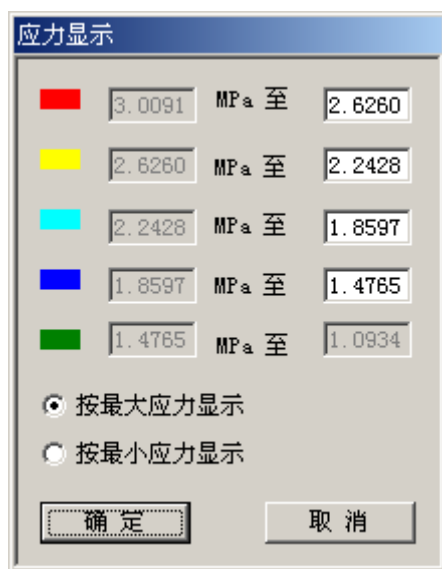 应力显示
3.0091 MPa 至 2.6260
2.6260 MPa 至 2.2428
2.2428 MPa 至 1.8597
1.8597 MPa 至 1.4765
1.4765 MPa 至 1.0934
按最大应力显示
按最小应力显示
确 定 取 消